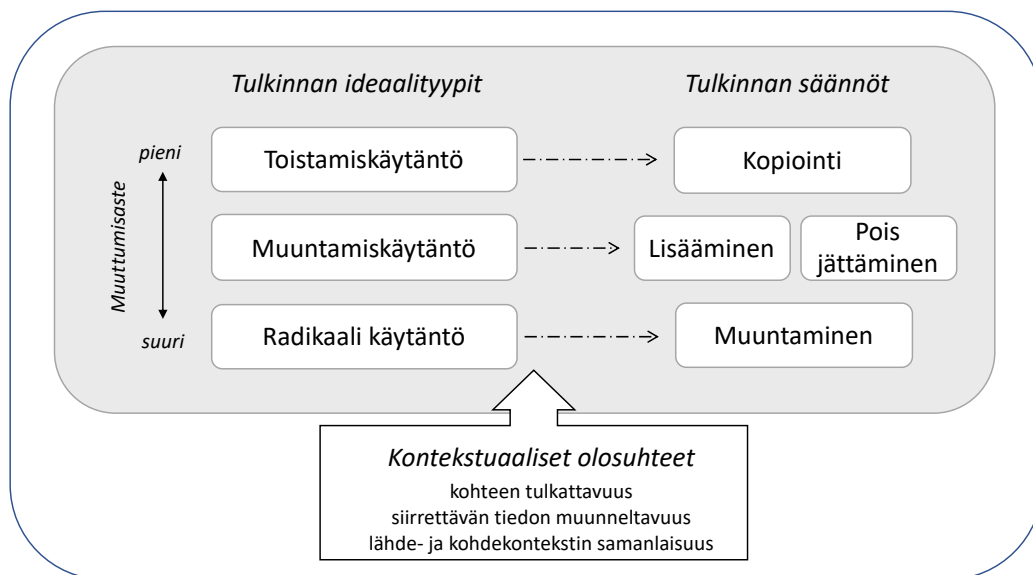 Tulkinnan ideaalityypit
Tulkinnan säännöt
pieni
Muuttumisaste
suuri
Toistamiskäytäntö
Kopiointi
Muuntamiskäytäntö
Lisääminen
Pois
jättäminen
Radikaali käytäntö
Muuntaminen
Kontekstuaaliset olosuhteet
kohteen tulkattavuus
siirrettävän tiedon muunneltavuus
lähde- ja kohdekontekstin samanlaisuus